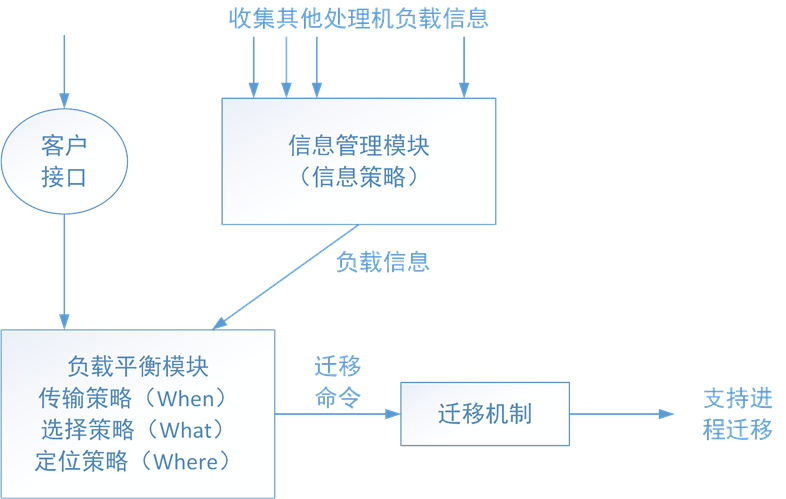 收集其他处理机负载信息
客户
接口
信息管理模块
（信息策略）
负载信息
负载平衡模块
传输策略（When）
选择策略（What）
定位策略（Where）
迁移
命令
迁移机制
支持进
程迁移